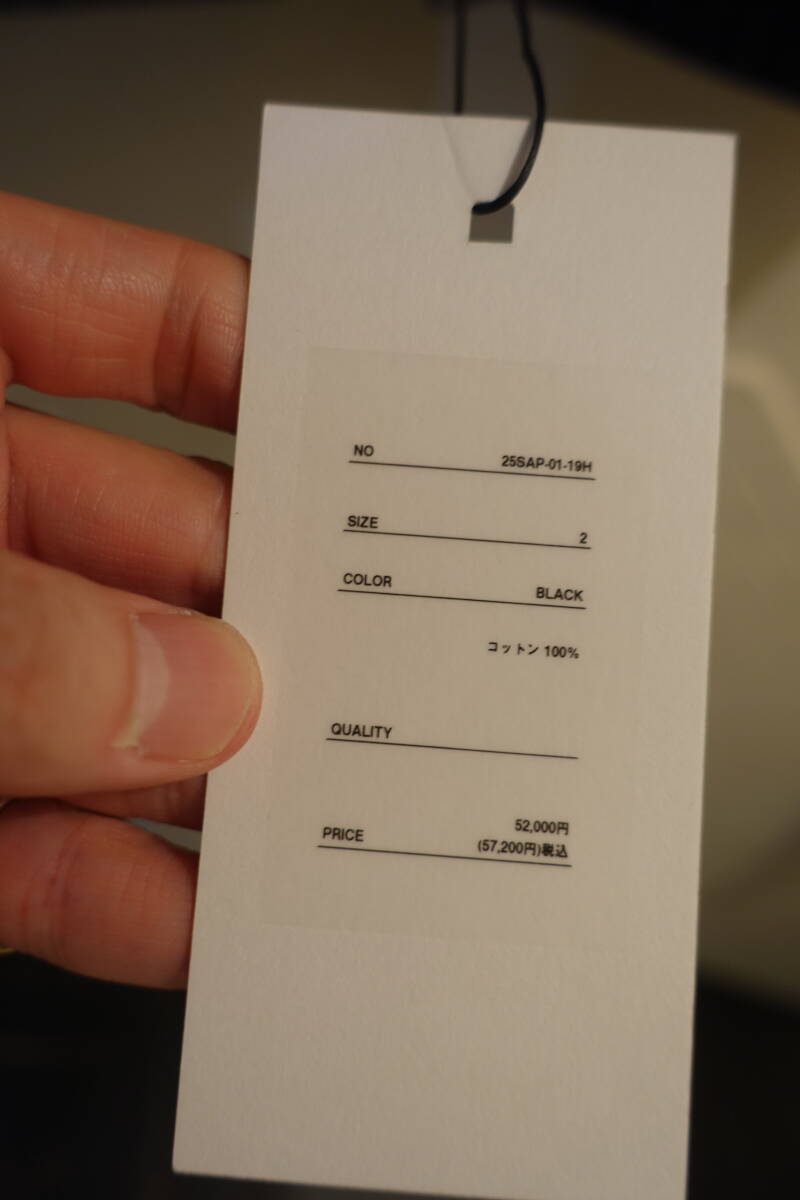 NO 25SAP-01-19H
SIZE 2
COLOR BLACK
コットン 100%
QUALITY
52,000円
PRICE (57,200円)税込